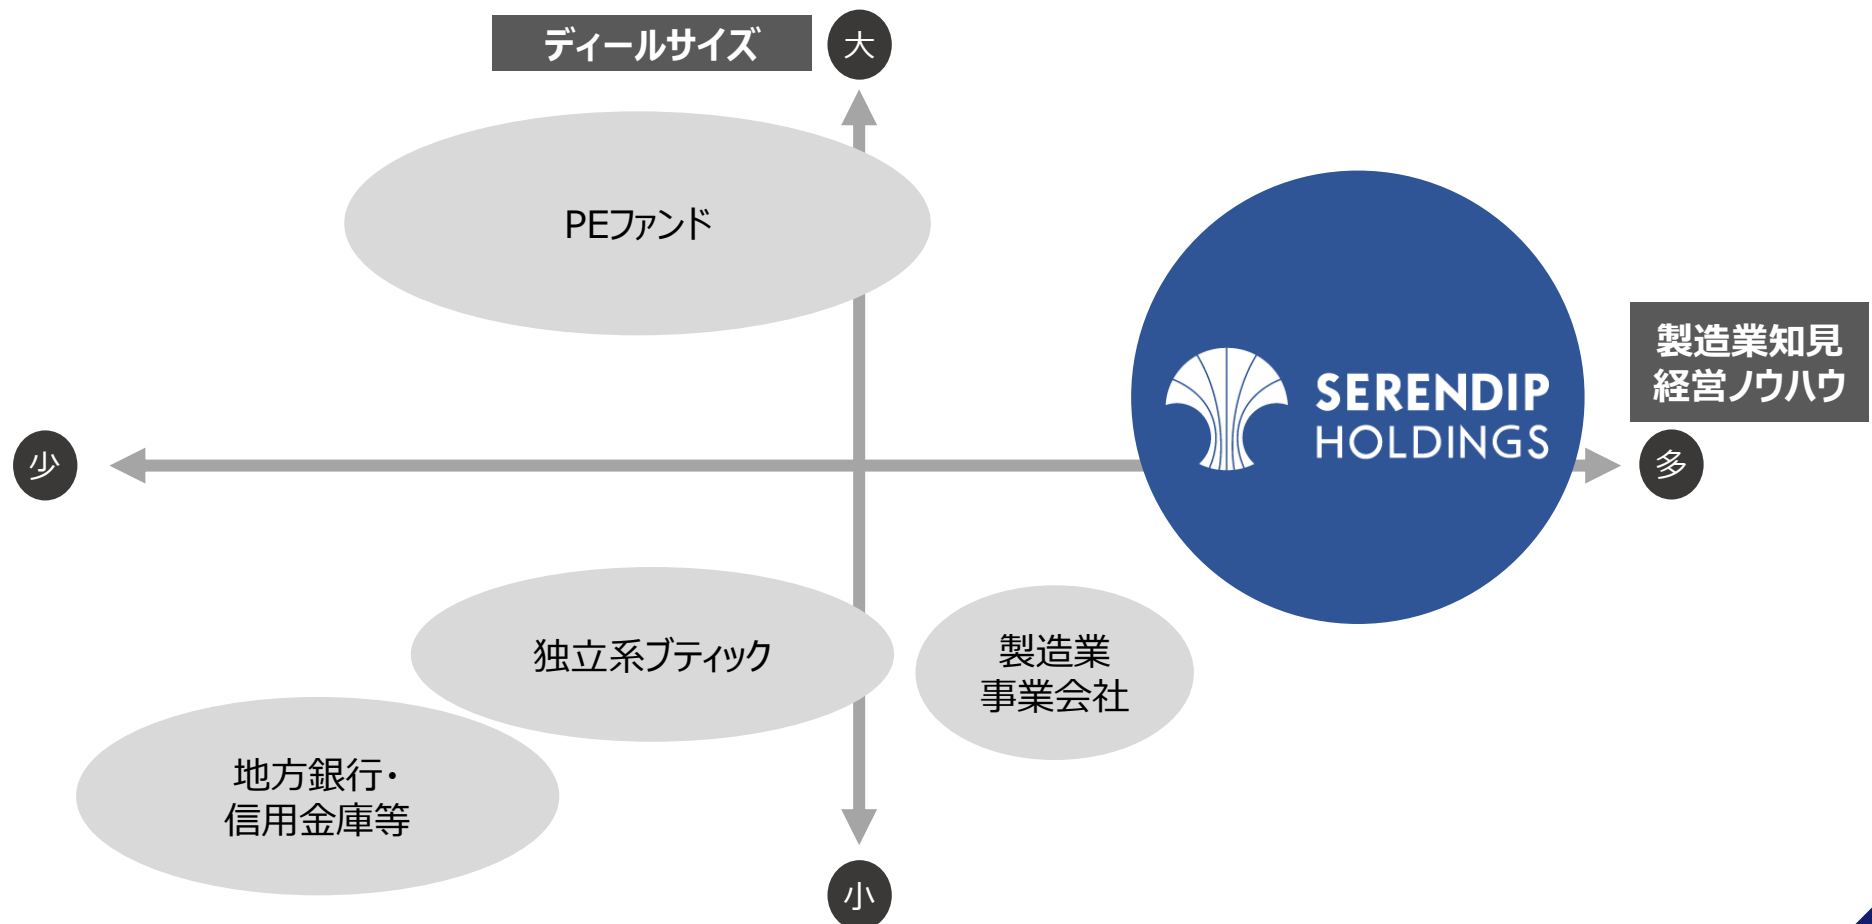 ディールサイズ
大
PEファンド
製造業知見
経営ノウハウ
SERENDIP
HOLDINGS
少
多
独立系ブティック
製造業
事業会社
地方銀行・
信用金庫等
小